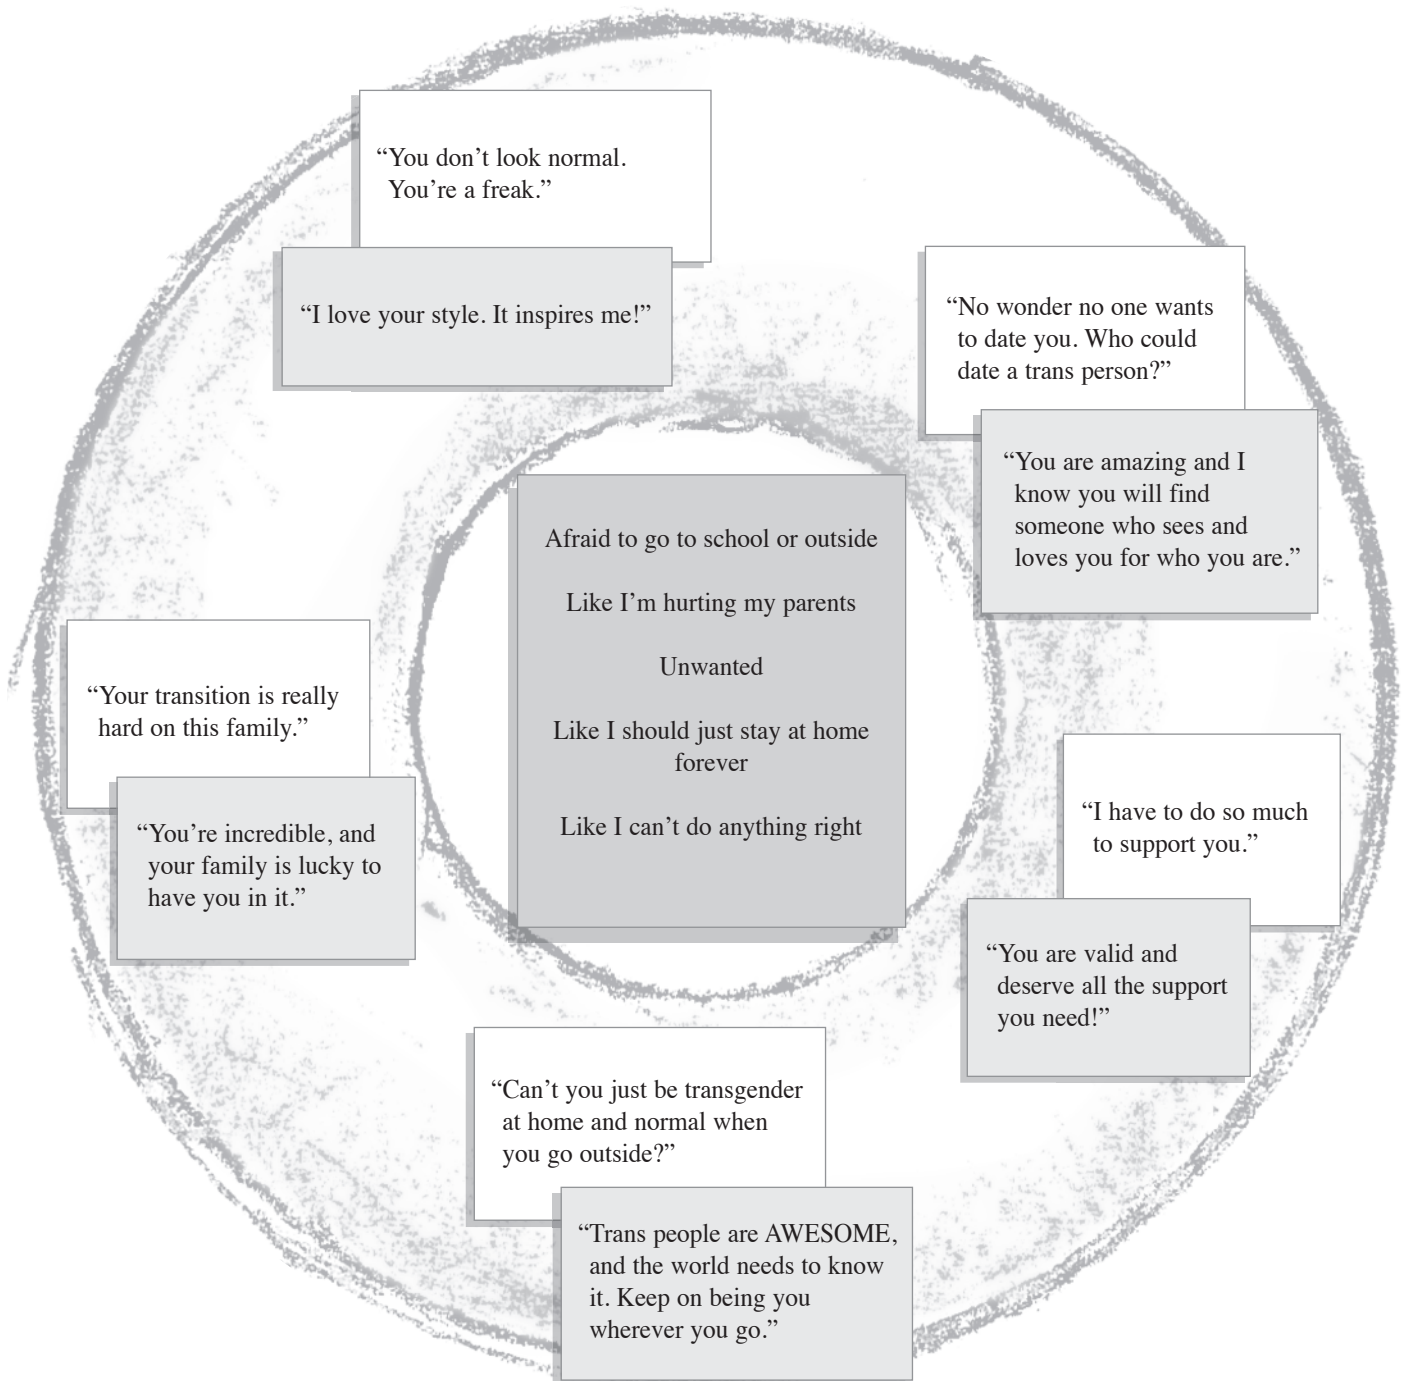 “You don’t look normal.
You’re a freak.”
“I love your style. It inspires me!”
“No wonder no one wants
to date you. Who could
date a trans person?”
“You are amazing and I
know you will find
someone who sees and
loves you for who you are.”
Afraid to go to school or outside
Like I’m hurting my parents
Unwanted
Like I should just stay at home
forever
Like I can’t do anything right
“Your transition is really
hard on this family.”
“You’re incredible, and
your family is lucky to
have you in it.”
“I have to do so much
to support you.”
“You are valid and
deserve all the support
you need!”
“Can’t you just be transgender
at home and normal when
you go outside?”
“Trans people are AWESOME,
and the world needs to know
it. Keep on being you
wherever you go.”